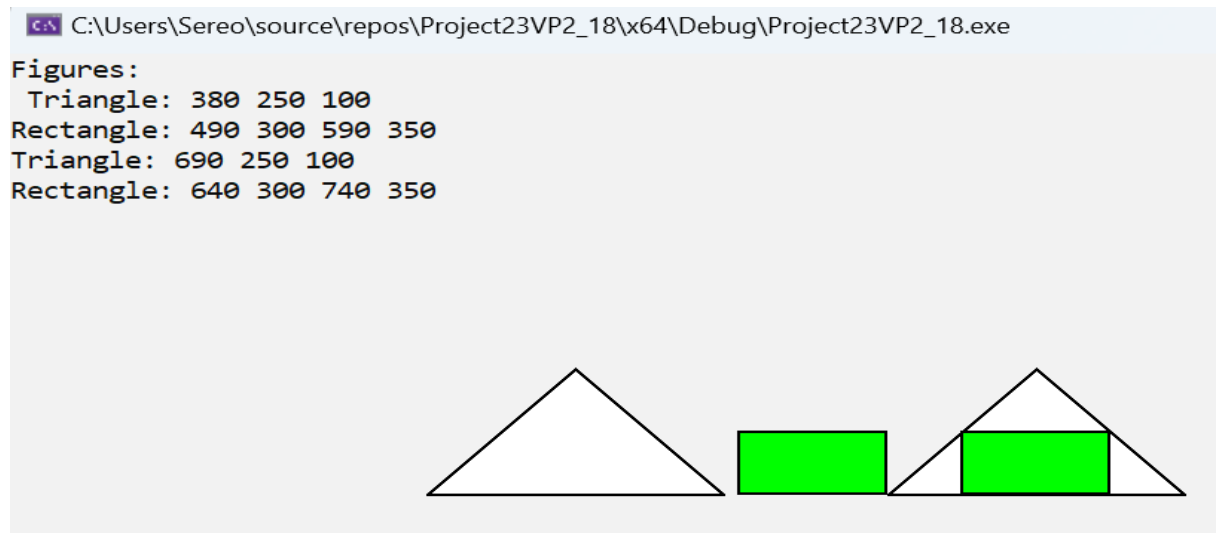 C:\Users\Sereo\source\repos\Project23VP2_18\x64\Debug\Project23VP2_18.exe
Figures:
 Triangle: 380 250 100
Rectangle: 490 300 590 350
Triangle: 690 250 100
Rectangle: 640 300 740 350